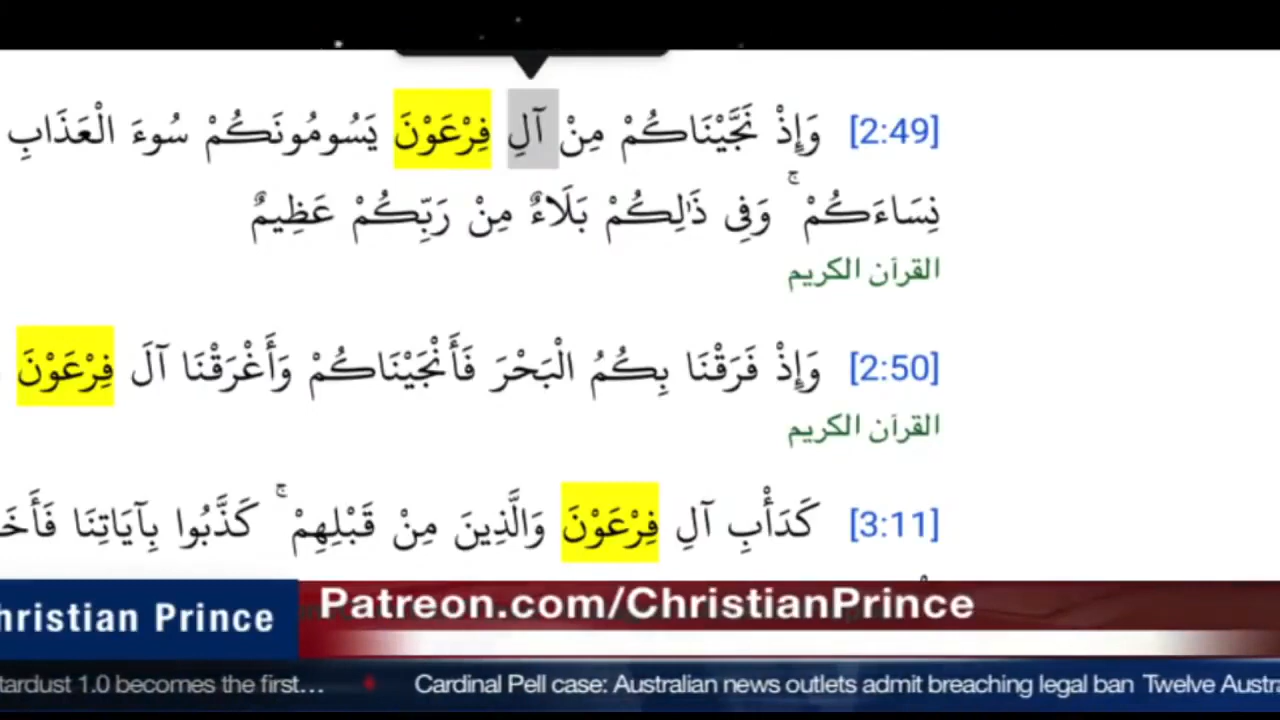 [2:49] وَإِذْ نَجَّيْنَاكُمْ مِنْ آلِ فِرْعَوْنَ يَسُومُونَكُمْ سُوءَ الْعَذَابِ
نِسَاءَكُمْ ۚ وَفِي ذَٰلِكُمْ بَلَاءٌ مِنْ رَبِّكُمْ عَظِيمٌ
القرآن الكريم
[2:50] وَإِذْ فَرَقْنَا بِكُمُ الْبَحْرَ فَأَنْجَيْنَاكُمْ وَأَغْرَقْنَا آلَ فِرْعَوْنَ
القرآن الكريم
[3:11] كَدَأْبِ آلِ فِرْعَوْنَ وَالَّذِينَ مِنْ قَبْلِهِمْ ۚ كَذَّبُوا بِآيَاتِنَا فَأَخَ
hristian Prince
Patreon.com/ChristianPrince
tardust 1.0 becomes the first... Cardinal Pell case: Australian news outlets admit breaching legal ban Twelve Austra